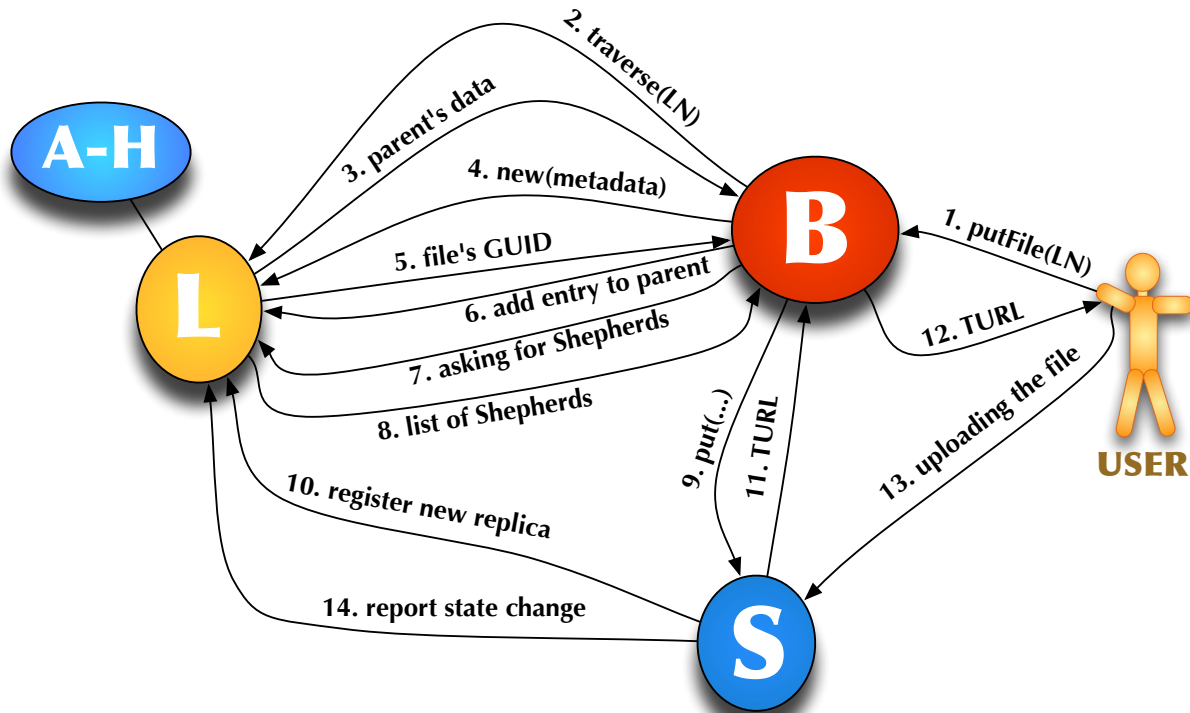 2. traverse(LN)
3. parent's data
A-H
4. new(metadata)
B
1. putFile(LN)
5. file's GUID
L
6. add entry to parent
12. TURL
7. asking for Shepherds
8. list of Shepherds
9. put(...)
11. TURL
13. uploading the file
USER
10. register new replica
14. report state change
S